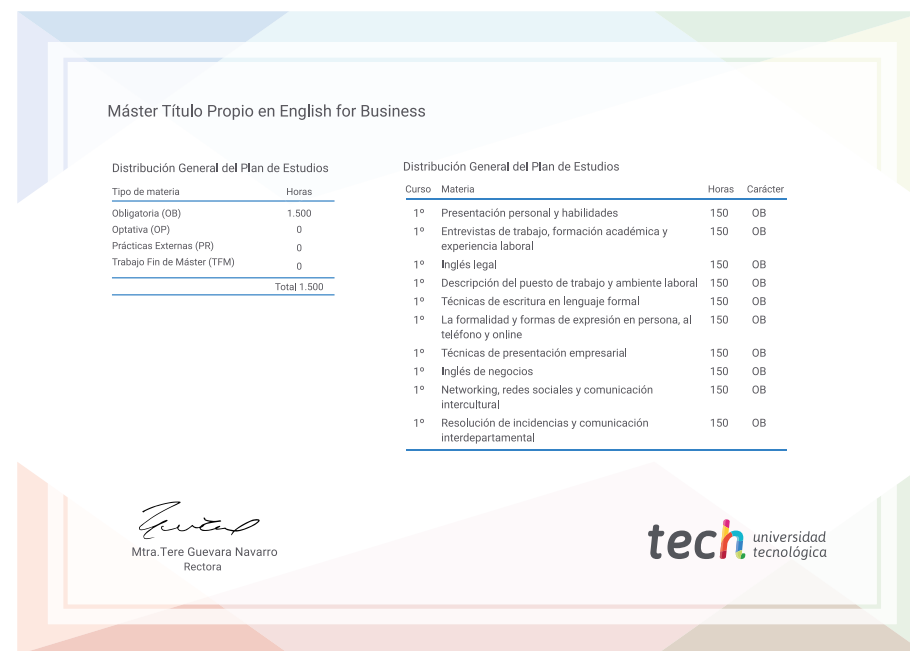 Máster Título Propio en English for Business
Distribución General del Plan de Estudios
Tipo de materia Horas
Obligatoria (OB) 1.500
Optativa (OP) 0
Prácticas Externas (PR) 0
Trabajo Fin de Máster (TFM) 0
Total 1.500
Distribución General del Plan de Estudios
Curso Materia Horas Carácter
1º Presentación personal y habilidades 150 OB
1º Entrevistas de trabajo, formación académica y 150 OB
experiencia laboral
1º Inglés legal 150 OB
1º Descripción del puesto de trabajo y ambiente laboral 150 OB
1º Técnicas de escritura en lenguaje formal 150 OB
1º La formalidad y formas de expresión en persona, al 150 OB
teléfono y online
1º Técnicas de presentación empresarial 150 OB
1º Inglés de negocios 150 OB
1º Networking, redes sociales y comunicación 150 OB
intercultural
1º Resolución de incidencias y comunicación 150 OB
interdepartamental
Mtra.Tere Guevara Navarro
Rectora
tech universidad
tecnológica